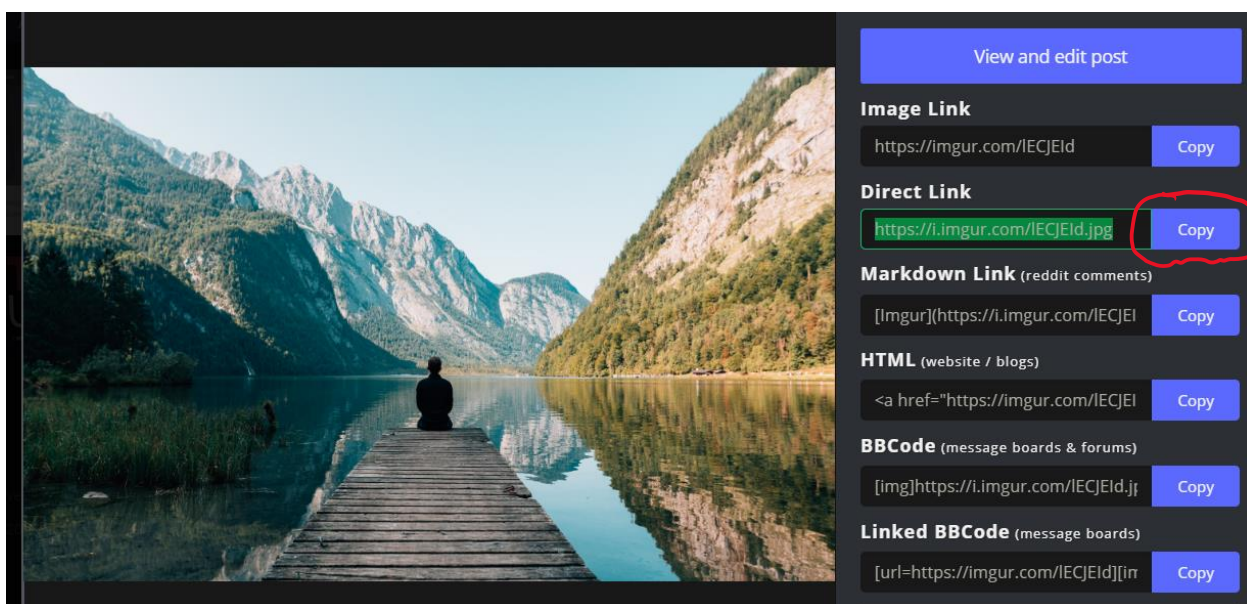 View and edit post
Image Link
https://imgur.com/lECJEId
Copy
Direct Link
https://i.imgur.com/lECJEId.jpg
Copy
Markdown Link (reddit comments)
[Imgur](https://i.imgur.com/lECJEI
Copy
HTML (website / blogs)
<a href="https://imgur.com/lECJEI
Copy
BBCode (message boards & forums)
[img]https://i.imgur.com/lECJEId.jp
Copy
Linked BBCode (message boards)
[url=https://imgur.com/lECJEId][im
Copy